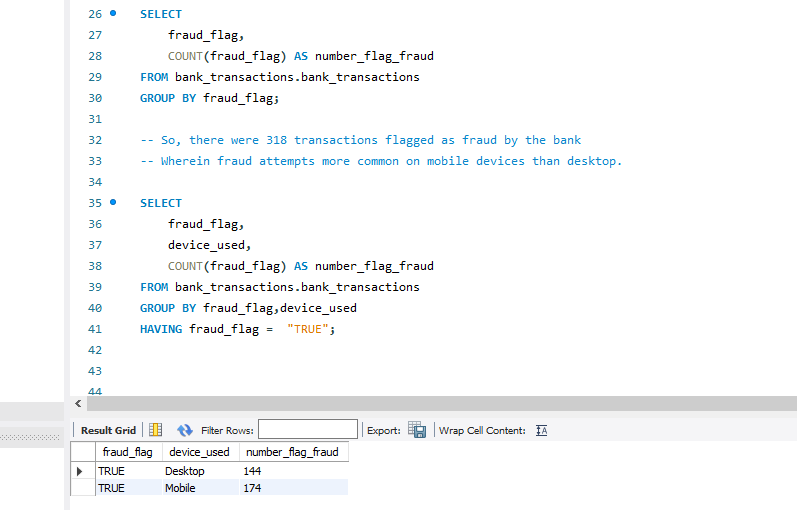 26 SELECT
27 fraud_flag,
28 COUNT(fraud_flag) AS number_flag_fraud
29 FROM bank_transactions.bank_transactions
30 GROUP BY fraud_flag;
31
32 -- So, there were 318 transactions flagged as fraud by the bank
33 -- Wherein fraud attempts more common on mobile devices than desktop.
34
35 SELECT
36 fraud_flag,
37 device_used,
38 COUNT(fraud_flag) AS number_flag_fraud
39 FROM bank_transactions.bank_transactions
40 GROUP BY fraud_flag,device_used
41 HAVING fraud_flag = "TRUE";
42
43
44
Result Grid Filter Rows: Export: Wrap Cell Content: IA
fraud_flag device_used number_flag_fraud
TRUE Desktop 144
TRUE Mobile 174